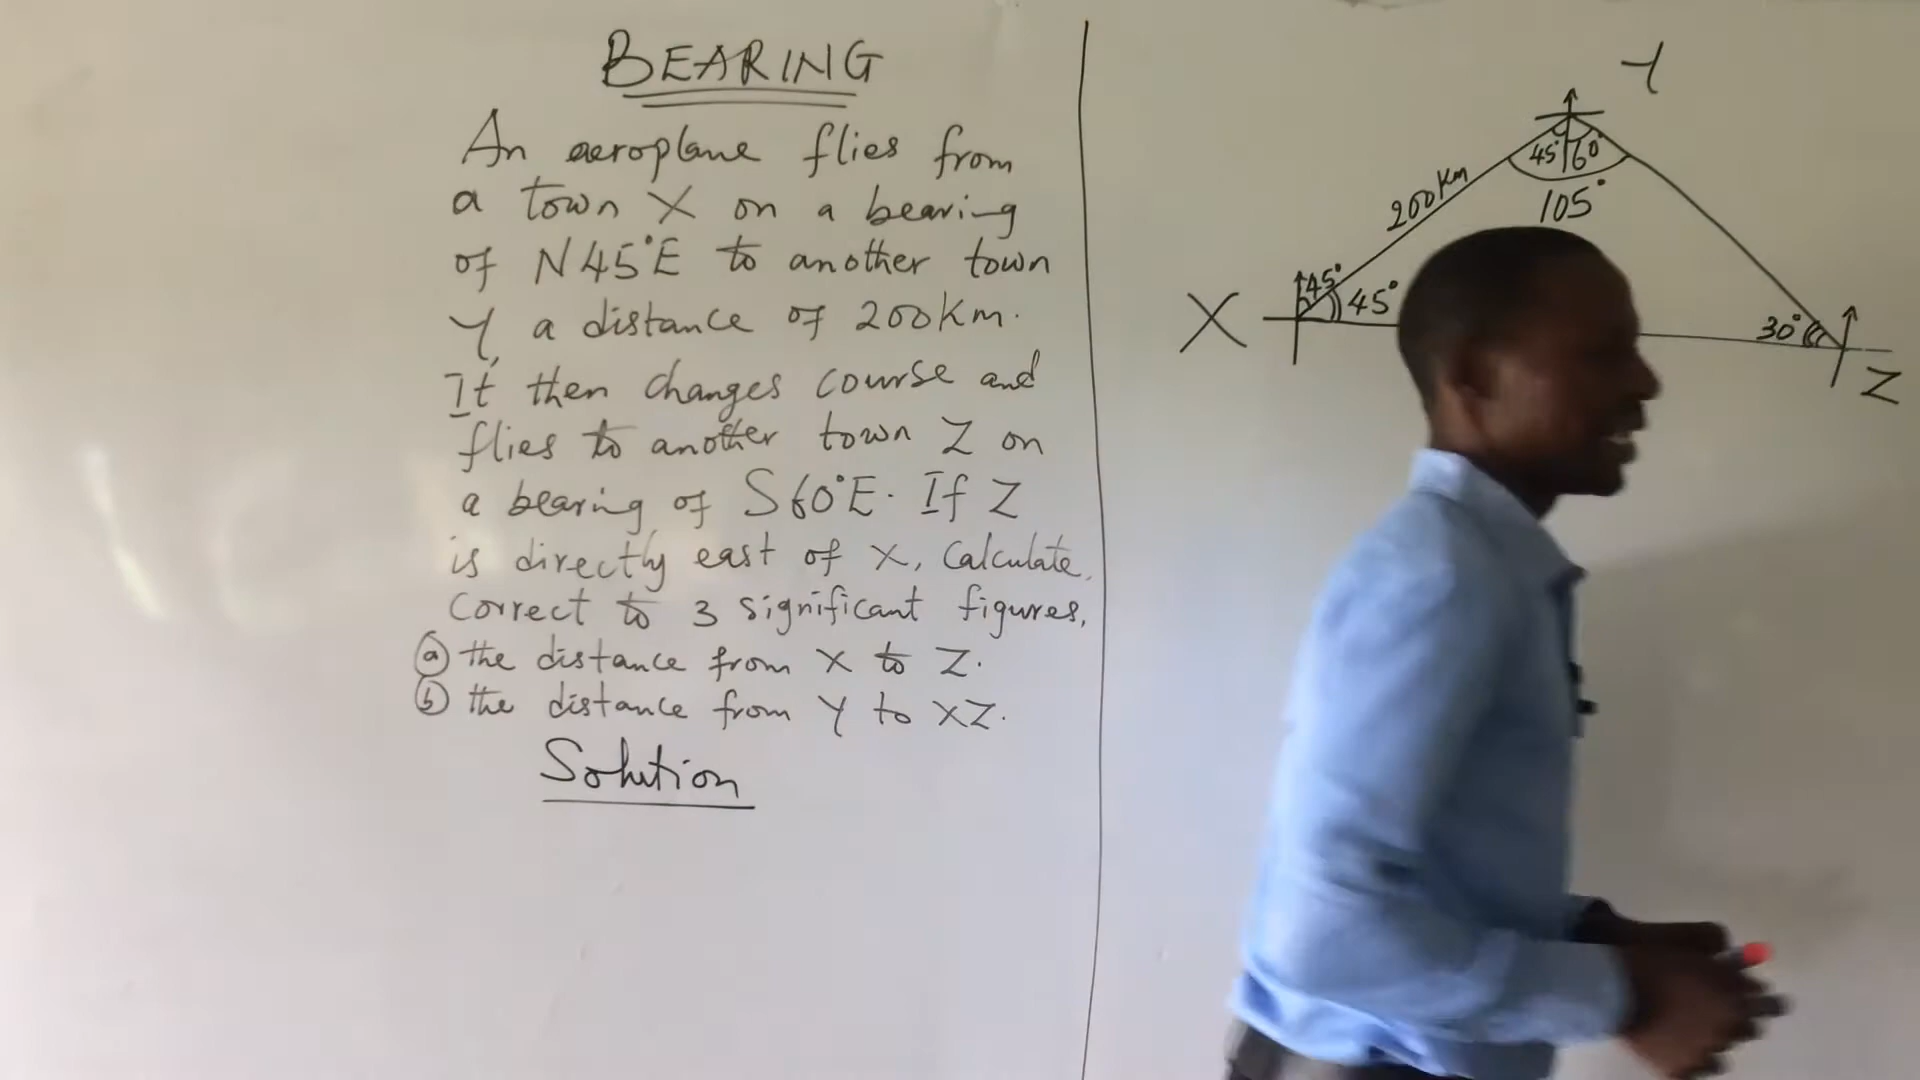 BEARING
An aeroplane flies from
a town X on a bearing
of N45°E to another town
Y, a distance of 200km.
It then changes course and
flies to another town Z on
a bearing of S60°E. If Z
is directly east of X, calculate,
correct to 3 significant figures,
(a) the distance from X to Z.
(b) the distance from Y to XZ.
Solution
Y
45° 60°
105°
200km
45°
45°
X
30°
Z